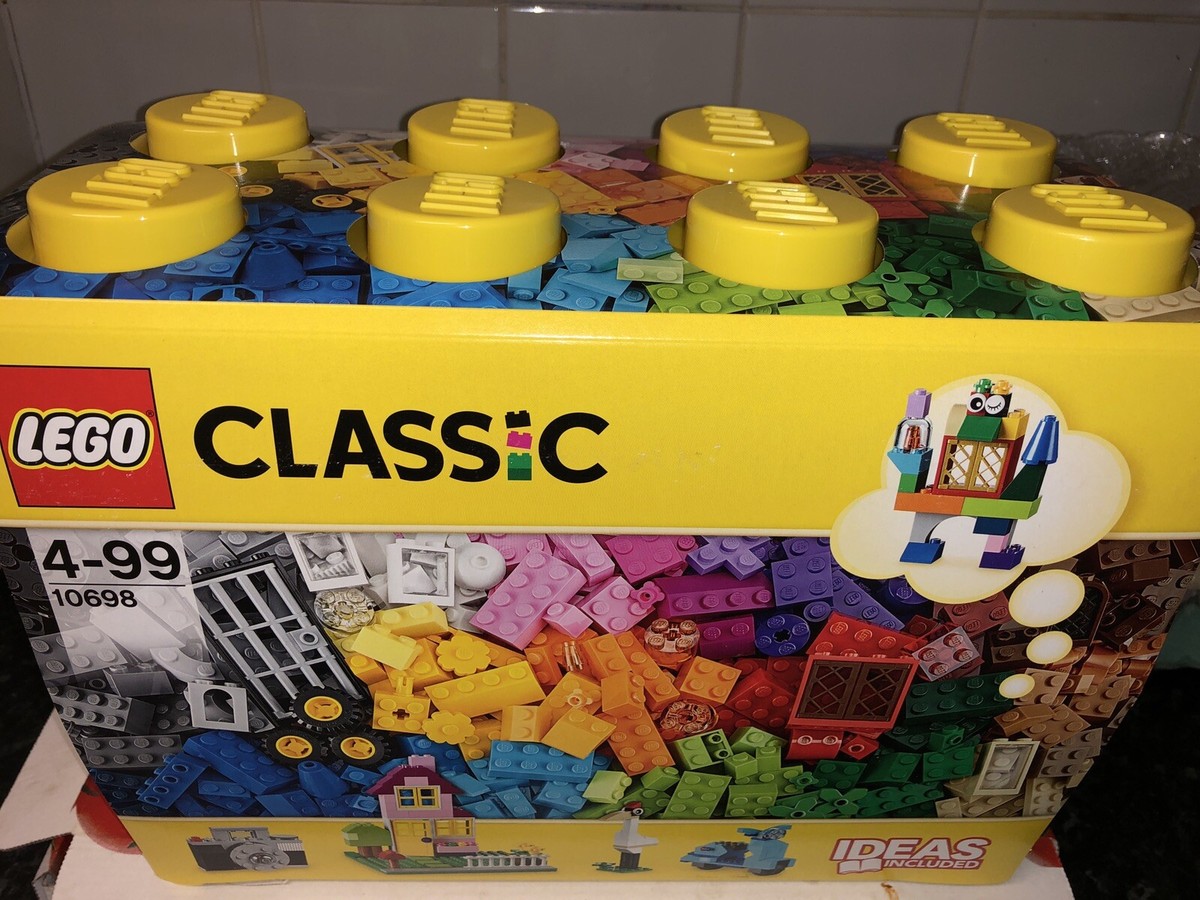 LEGO
CLASSiC
4-99
10698
IDEAS
INCLUDED